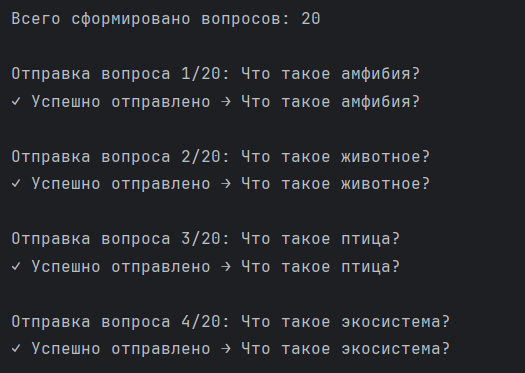 Всего сформировано вопросов: 20
Отправка вопроса 1/20: Что такое амфибия?
✓ Успешно отправлено → Что такое амфибия?
Отправка вопроса 2/20: Что такое животное?
✓ Успешно отправлено → Что такое животное?
Отправка вопроса 3/20: Что такое птица?
✓ Успешно отправлено → Что такое птица?
Отправка вопроса 4/20: Что такое экосистема?
✓ Успешно отправлено → Что такое экосистема?